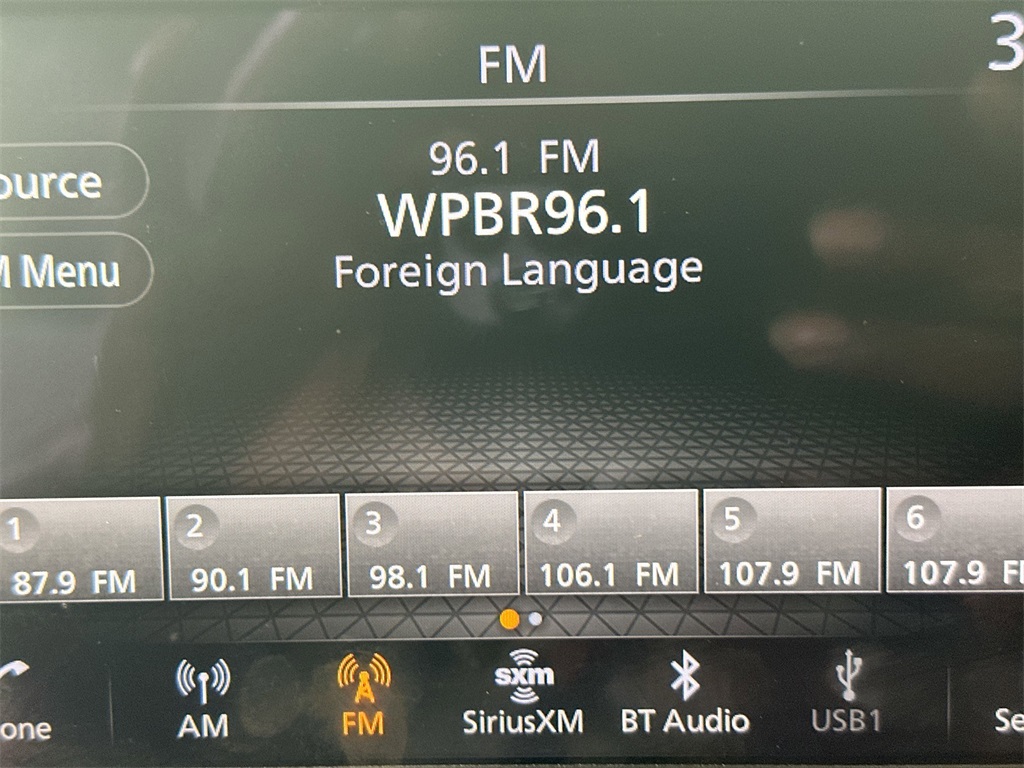 FM
3
96.1 FM
WPBR96.1
Foreign Language
ource
M Menu
1
87.9 FM
2
90.1 FM
3
98.1 FM
4
106.1 FM
5
107.9 FM
6
107.9 F
one
AM
FM
sxm
SiriusXM
BT Audio
USB1
Se